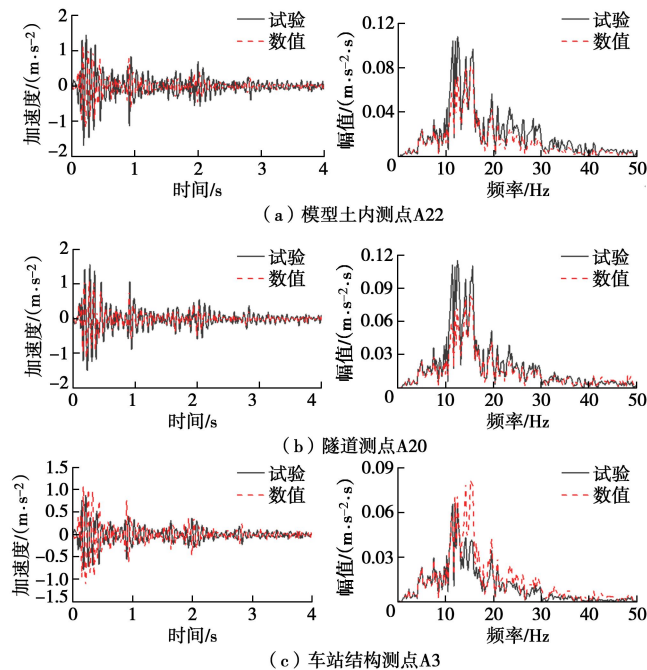 试验
数值
2
1
0
-1
-2
加速度/(m·s-2)
0 1 2 3 4
时间/s
试验
数值
0.12
0.08
0.04
幅值/(m·s-2·s)
0 10 20 30 40 50
频率/Hz
(a)模型土内测点A22
试验
数值
2
1
0
-1
-2
加速度/(m·s-2)
0 1 2 3 4
时间/s
试验
数值
0.12
0.09
0.06
0.03
幅值/(m·s-2·s)
0 10 20 30 40 50
频率/Hz
(b)隧道测点A20
试验
数值
1.5
1.0
0.5
0
-0.5
-1.0
1.5
加速度/(m·s-2)
0 1 2 3 4
时间/s
试验
数值
0.09
0.06
0.03
幅值/(m·s-2·s)
0 10 20 30 40 50
频率/Hz
(c)车站结构测点A3